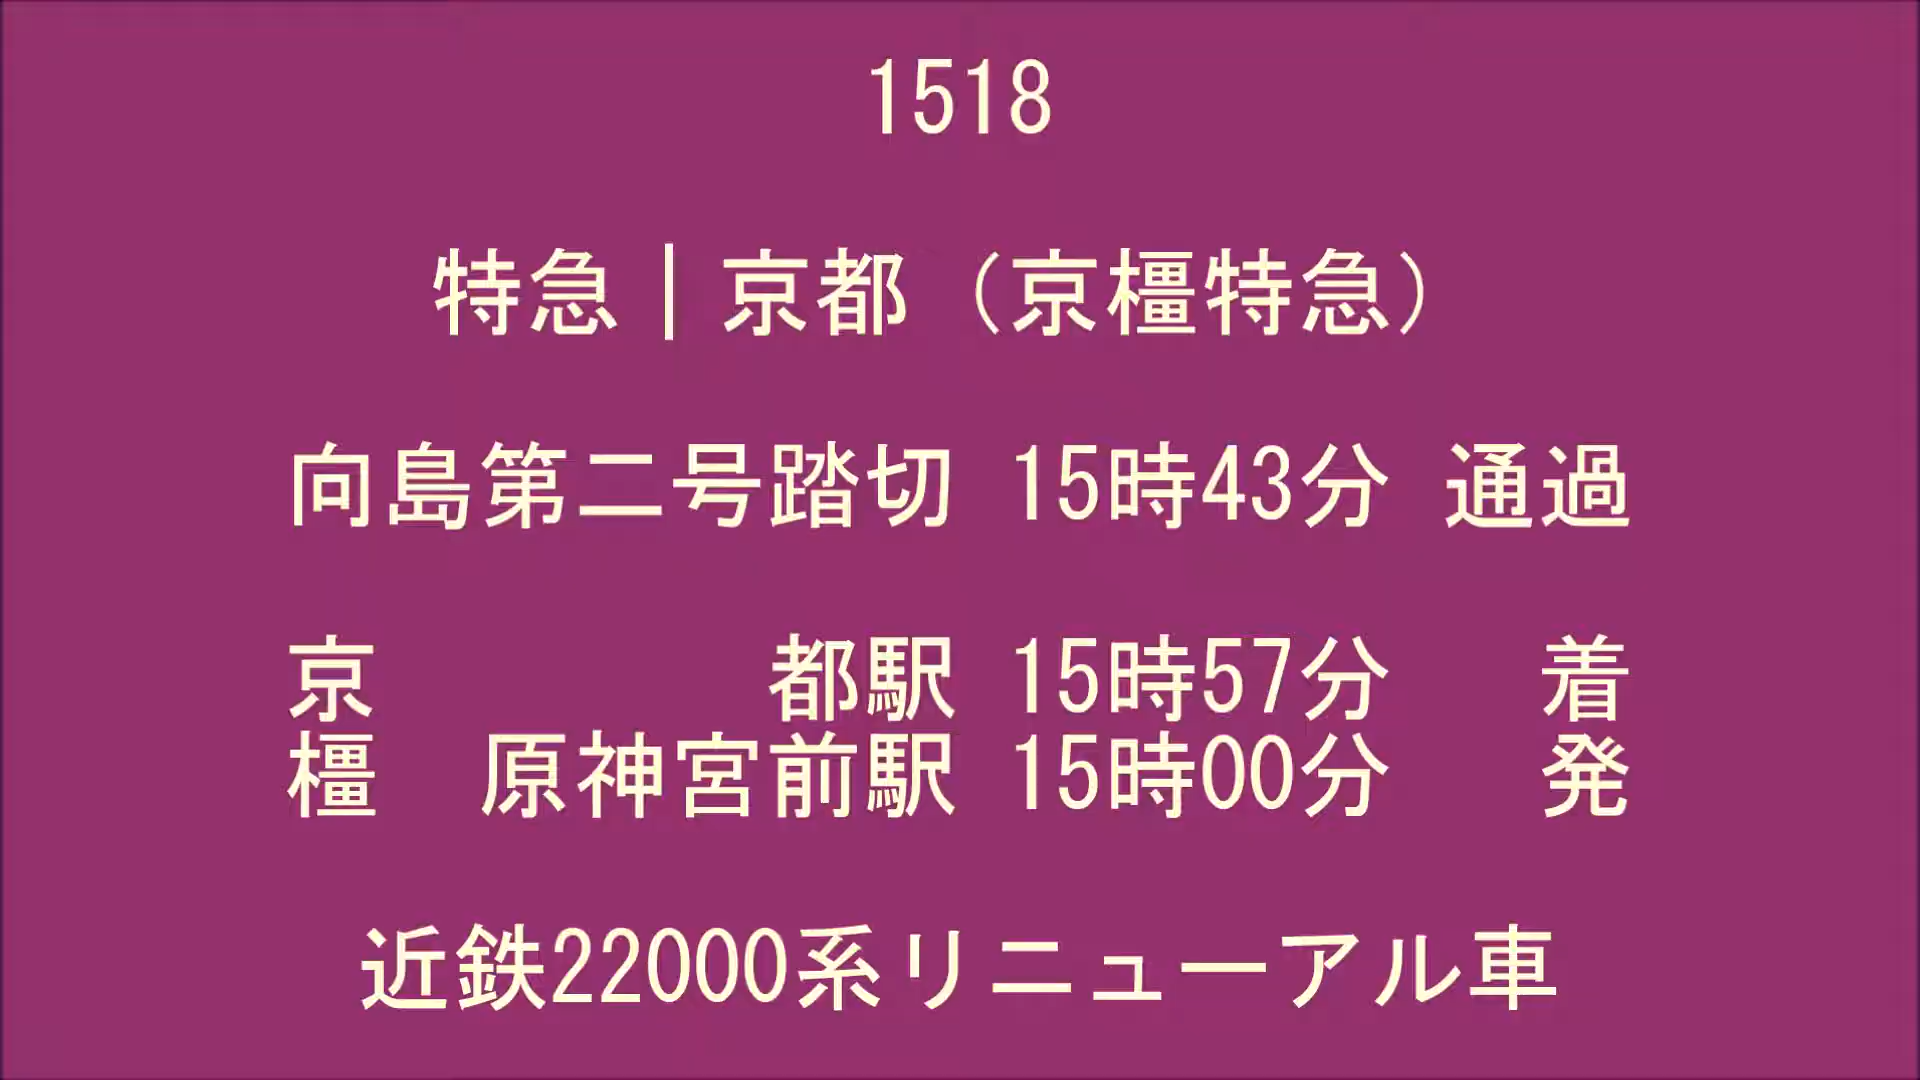 1518
特急｜京都（京橿特急）
向島第二号踏切 15時43分 通過
京　　　　都駅 15時57分　着
橿　原神宮前駅 15時00分　発
近鉄22000系リニューアル車